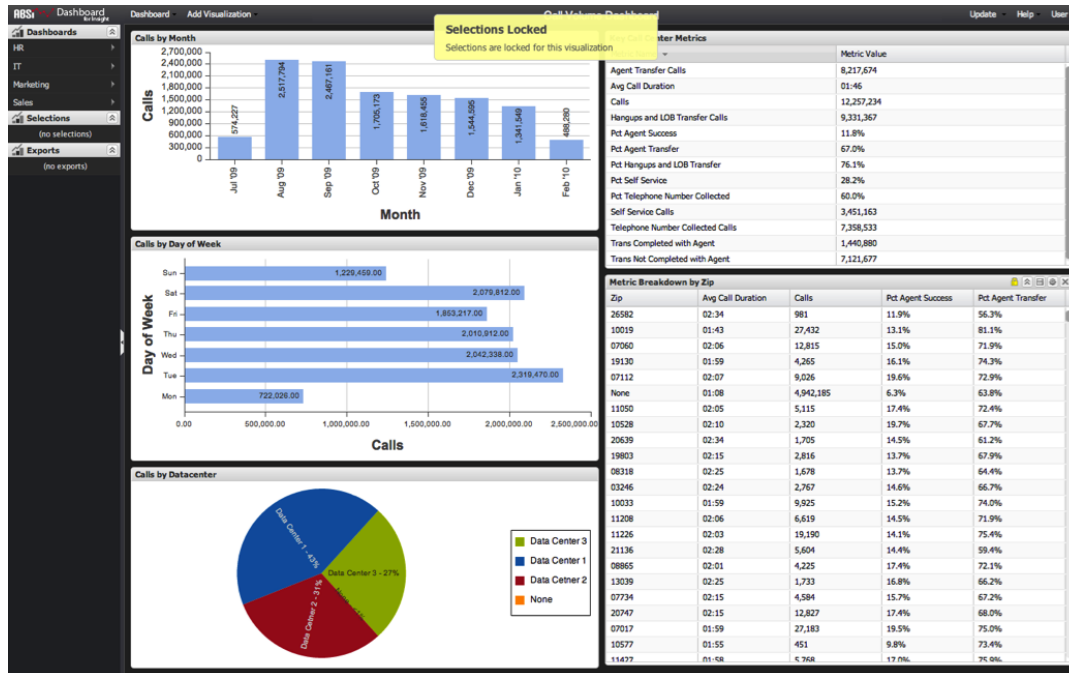 RBSi Dashboard for Insight
Dashboard Add Visualization Update Help User
Selections Locked
Selections are locked for this visualization
Dashboards
HR
IT
Marketing
Sales
Selections
(no selections)
Exports
(no exports)
Calls by Month
Calls
2,700,000
2,400,000
2,100,000
1,800,000
1,500,000
1,200,000
900,000
600,000
300,000
0
574,227
2,517,794
2,467,161
1,705,173
1,618,455
1,544,595
1,341,549
488,280
Jul '09
Aug '09
Sep '09
Oct '09
Nov '09
Dec '09
Jan '10
Feb '10
Month
Calls by Day of Week
Day of Week
Sun 1,229,459.00
Sat 2,079,812.00
Fri 1,853,217.00
Thu 2,010,912.00
Wed 2,042,338.00
Tue 2,319,470.00
Mon 722,026.00
0.00 500,000.00 1,000,000.00 1,500,000.00 2,000,000.00 2,500,000.00
Calls
Calls by Datacenter
Data Center 1 - 43%
Data Center 3 - 27%
Data Cetner 2 - 31%
Data Center 3
Data Center 1
Data Cetner 2
None
Center Metrics
Metric Value
Agent Transfer Calls 8,217,674
Avg Call Duration 01:46
Calls 12,257,234
Hangups and LOB Transfer Calls 9,331,367
Pct Agent Success 11.8%
Pct Agent Transfer 67.0%
Pct Hangups and LOB Transfer 76.1%
Pct Self Service 28.2%
Pct Telephone Number Collected 60.0%
Self Service Calls 3,451,163
Telephone Number Collected Calls 7,358,533
Trans Completed with Agent 1,440,880
Trans Not Completed with Agent 7,121,677
Metric Breakdown by Zip
Zip Avg Call Duration Calls Pct Agent Success Pct Agent Transfer
26582 02:34 981 11.9% 56.3%
10019 01:43 27,432 13.1% 81.1%
07060 02:06 12,815 15.0% 71.9%
19130 01:59 4,265 16.1% 74.3%
07112 02:07 9,026 19.6% 72.9%
None 01:08 4,942,185 6.3% 63.8%
11050 02:05 5,115 17.4% 72.4%
10528 02:10 2,320 19.7% 67.7%
20639 02:34 1,705 14.5% 61.2%
19803 02:15 2,816 13.7% 67.9%
08318 02:25 1,678 13.7% 64.4%
03246 02:24 2,767 14.6% 66.7%
10033 01:59 9,925 15.2% 74.0%
11208 02:06 6,619 14.5% 71.9%
11226 02:03 19,190 14.1% 75.4%
21136 02:28 5,604 14.4% 59.4%
08865 02:01 4,225 17.4% 72.1%
13039 02:25 1,733 16.8% 66.2%
07734 02:15 4,584 15.7% 67.2%
20747 02:15 12,827 17.4% 68.0%
07017 01:59 27,183 19.5% 75.0%
10577 01:55 451 9.8% 73.4%
11427 01:58 5,768 17.0% 75.9%